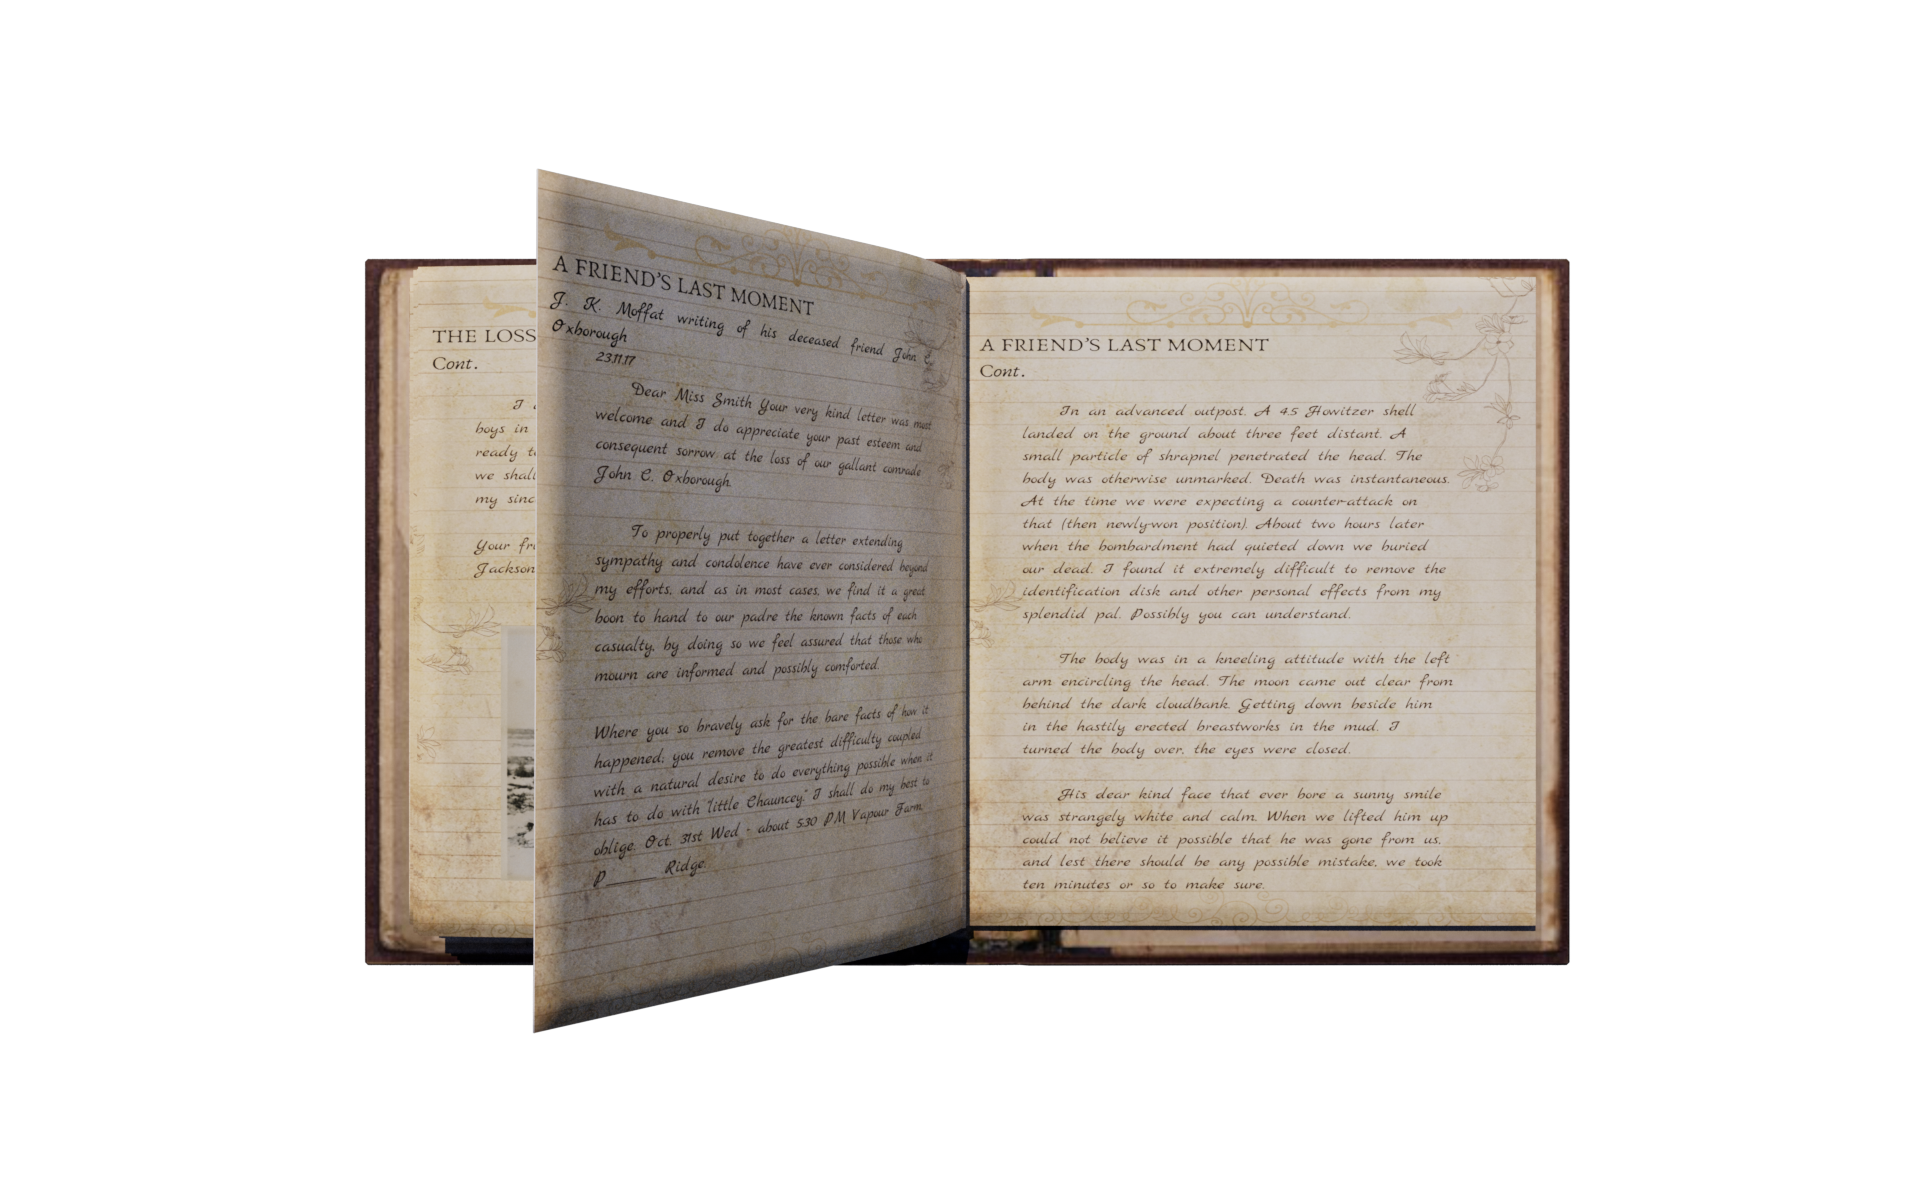 THE LOSS
Cont.
I
boys in
ready
we shall
my
Your
Jackson
A FRIEND'S LAST MOMENT
J. K. Moffat writing of his deceased friend John C.
Oxborough
23.11.17
Dear Miss Smith Your very kind letter was most
welcome and I do appreciate your past esteem and
consequent sorrow at the loss of our gallant comrade
John C. Oxborough.
To properly put together a letter extending
sympathy and condolence have ever considered beyond
my efforts, and as in most cases, we find it a great
boon to hand to our padre the known facts of each
casualty, by doing so we feel assured that those who
mourn are informed and possibly comforted.
Where you so bravely ask for the bare facts of how it
happened; you remove the greatest difficulty coupled
with a natural desire to do everything possible when it
has to do with "little Chauncey." I shall do my best to
oblige. Oct. 31st Wed - about 5:30 PM Vapour Farm.
P______ Ridge.
A FRIEND'S LAST MOMENT
Cont.
In an advanced outpost. A 4.5 Howitzer shell
landed on the ground about three feet distant. A
small particle of shrapnel penetrated the head. The
body was otherwise unmarked. Death was instantaneous.
At the time we were expecting a counter-attack on
that (then newly-won position). About two hours later
when the bombardment had quieted down we buried
our dead. I found it extremely difficult to remove the
identification disk and other personal effects from my
splendid pal. Possibly you can understand.
The body was in a kneeling attitude with the left
arm encircling the head. The moon came out clear from
behind the dark cloudbank. Getting down beside him
in the hastily erected breastworks in the mud. I
turned the body over, the eyes were closed.
His dear kind face that ever bore a sunny smile
was strangely white and calm. When we lifted him up
could not believe it possible that he was gone from us,
and lest there should be any possible mistake, we took
ten minutes or so to make sure.